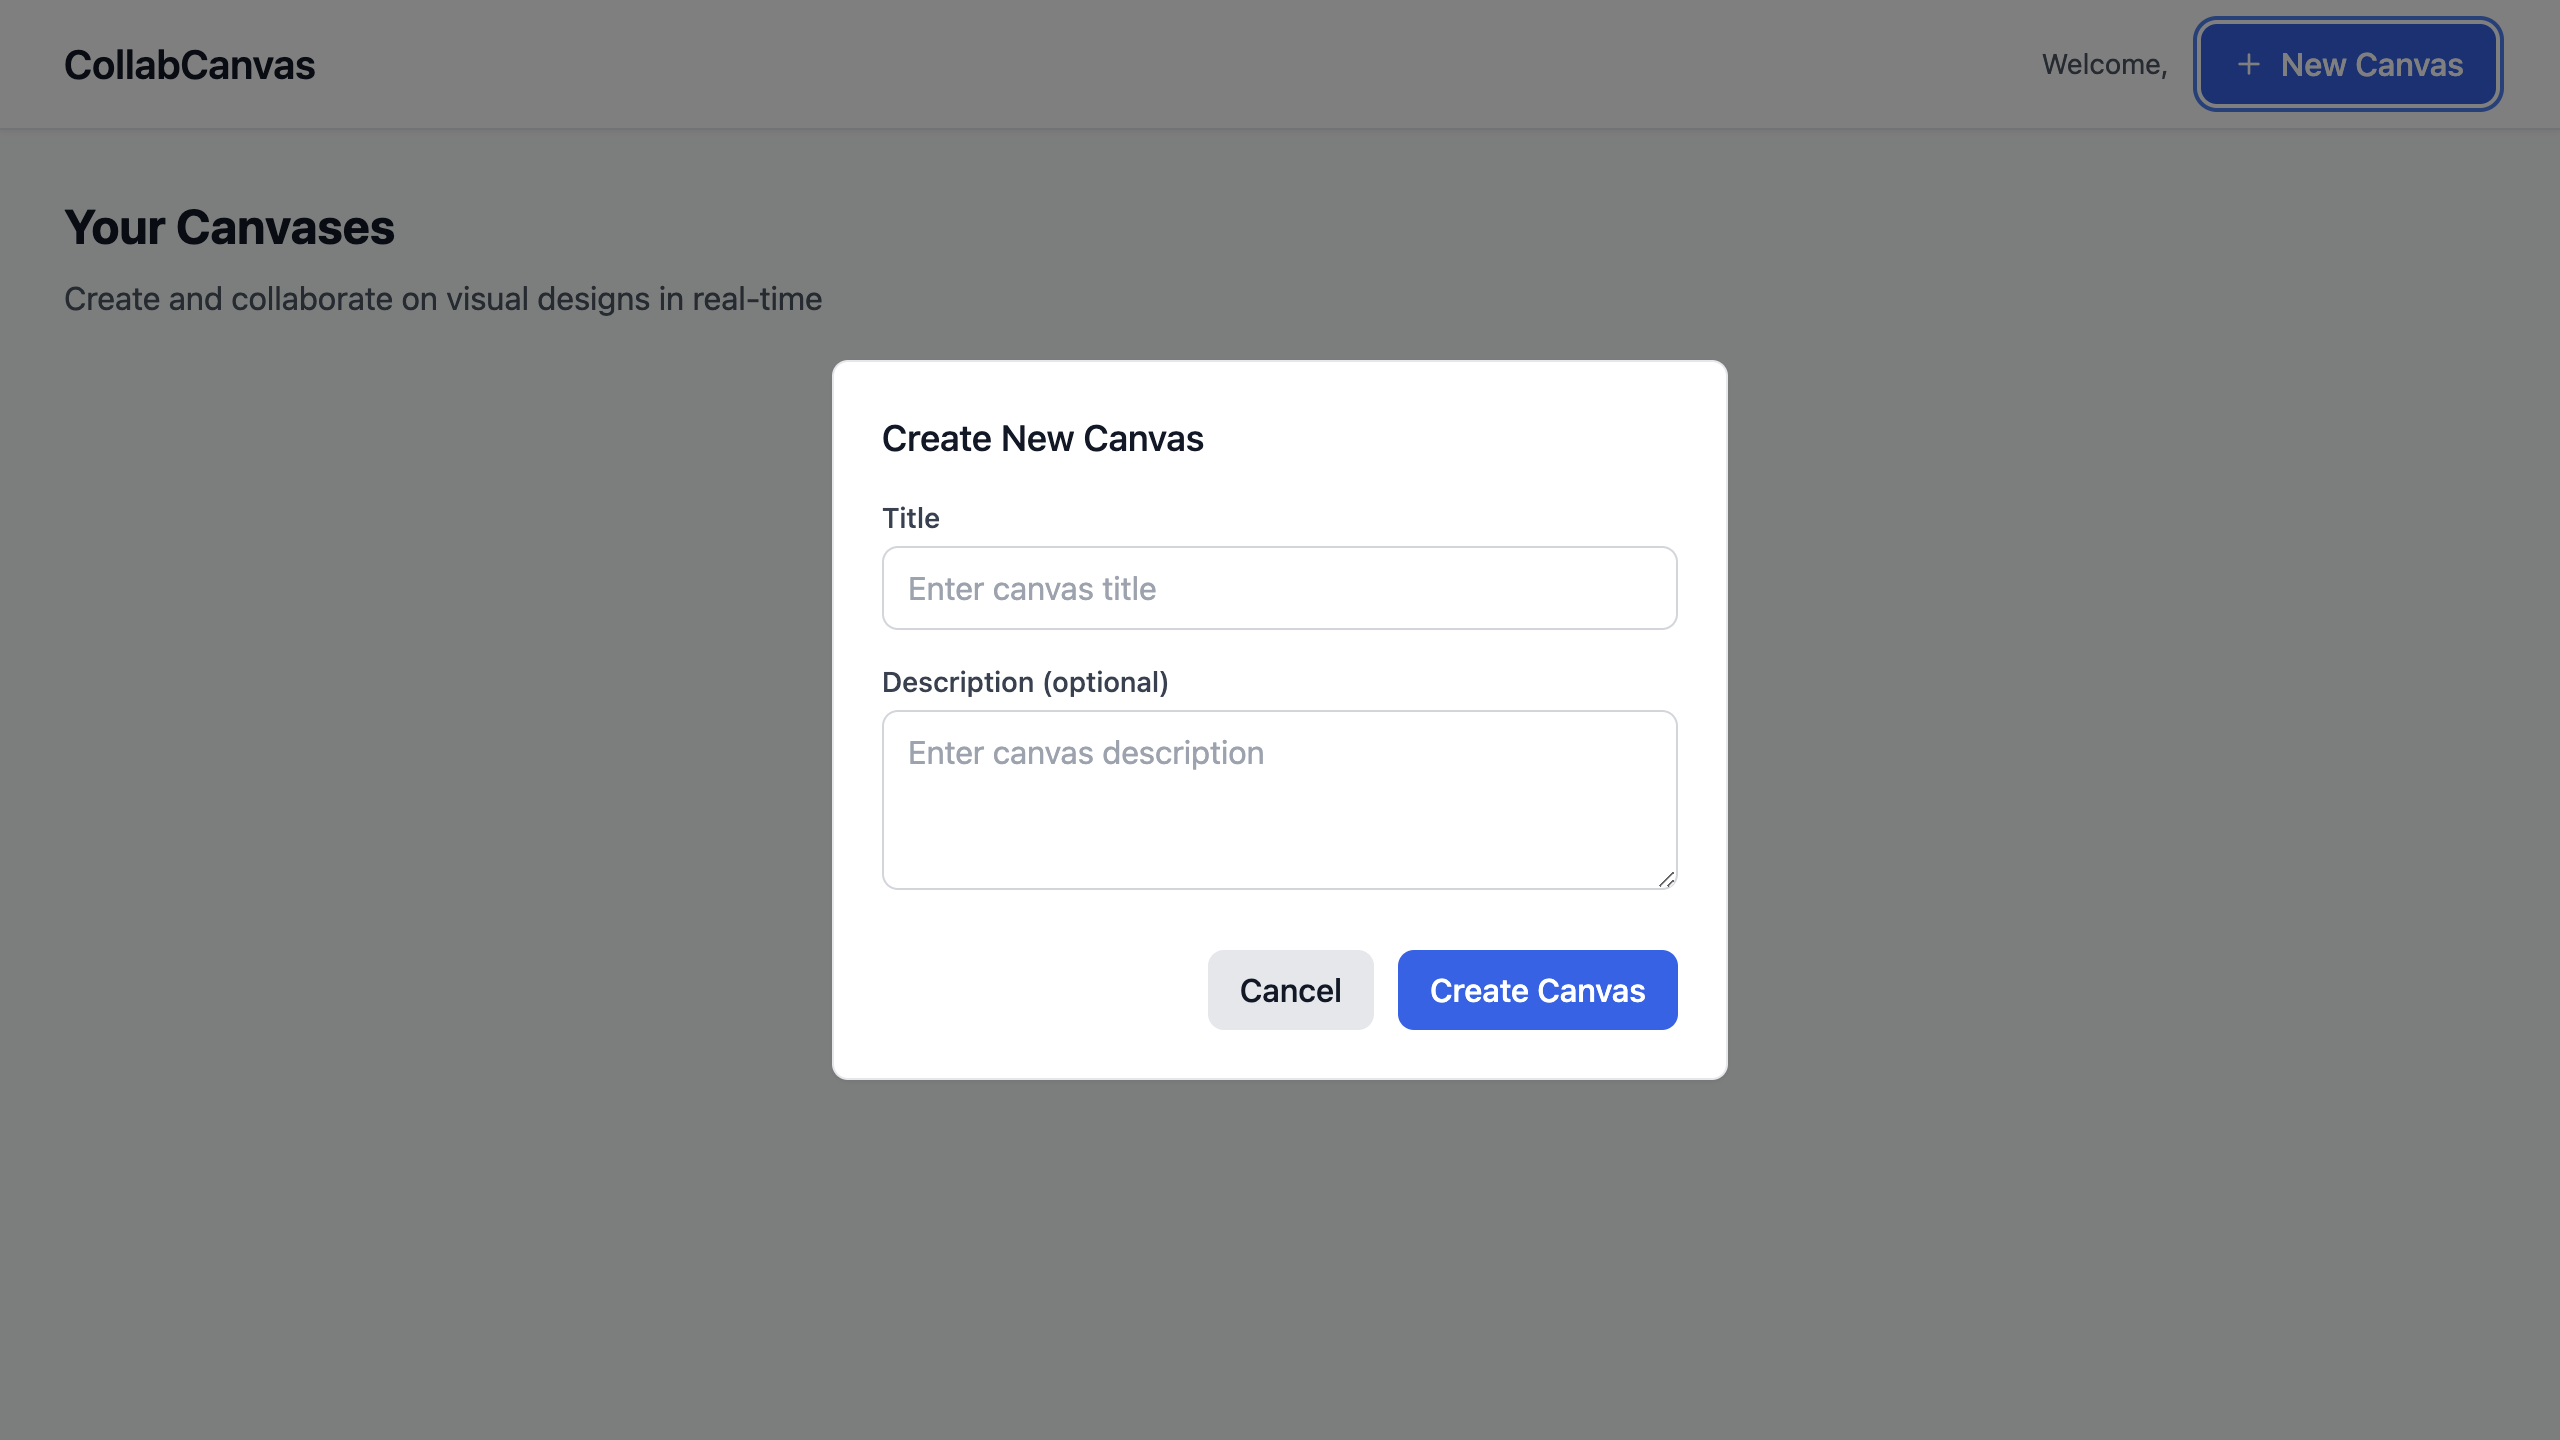 CollabCanvas
Welcome,
+ New Canvas
Your Canvases
Create and collaborate on visual designs in real-time
Create New Canvas
Title
Enter canvas title
Description (optional)
Enter canvas description
Cancel
Create Canvas